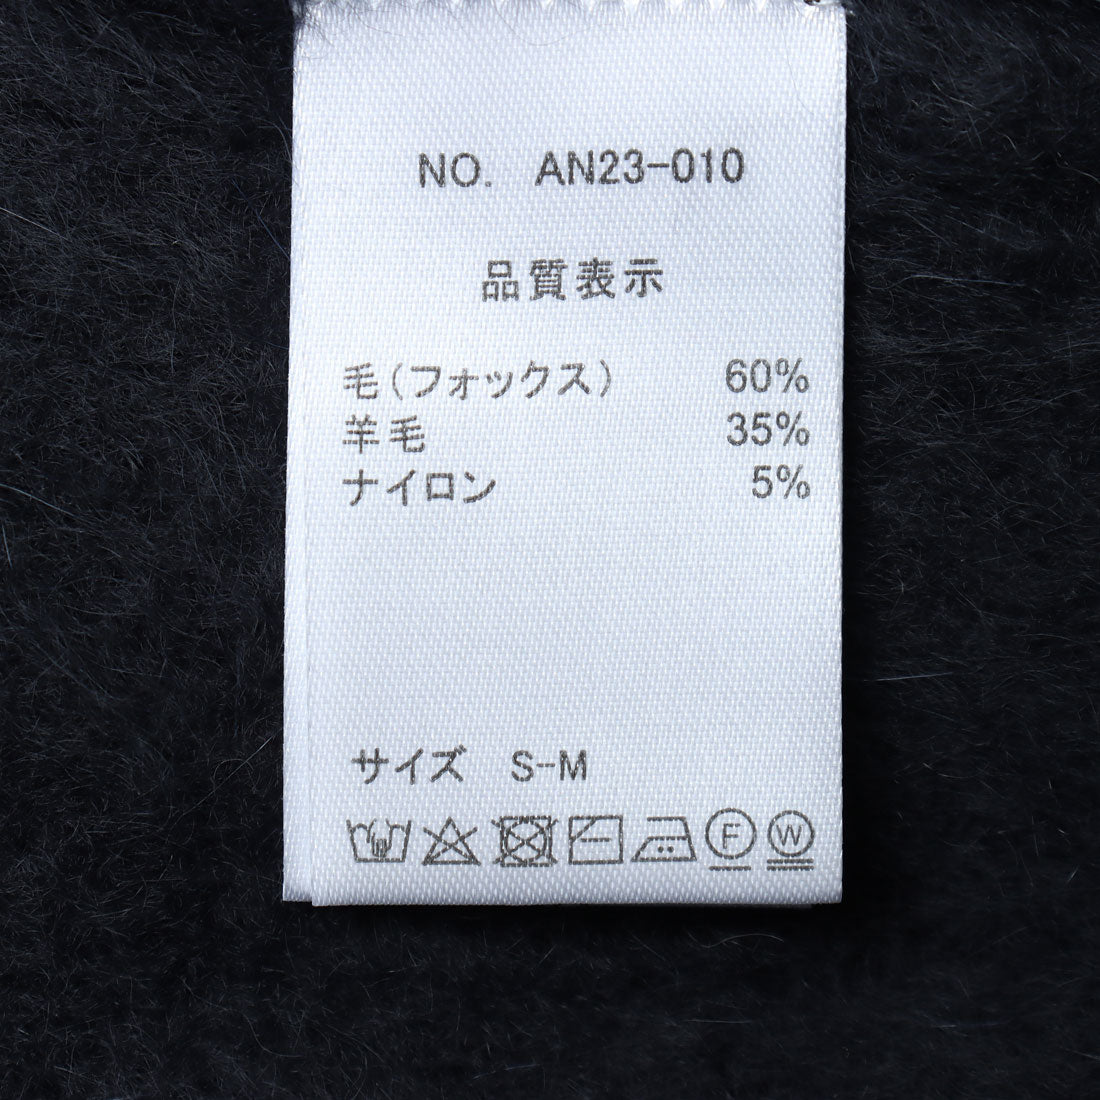 NO. AN23-010
品質表示
毛(フォックス) 60%
羊毛 35%
ナイロン 5%
サイズ S-M
F W